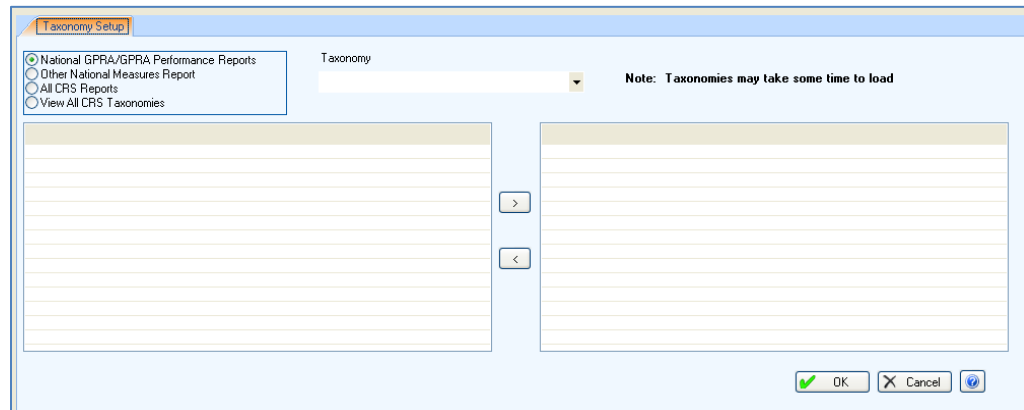 Taxonomy Setup
National GPRA/GPRA Performance Reports
Other National Measures Report
All CRS Reports
View All CRS Taxonomies
Taxonomy
Note: Taxonomies may take some time to load
>
<
OK
Cancel
?